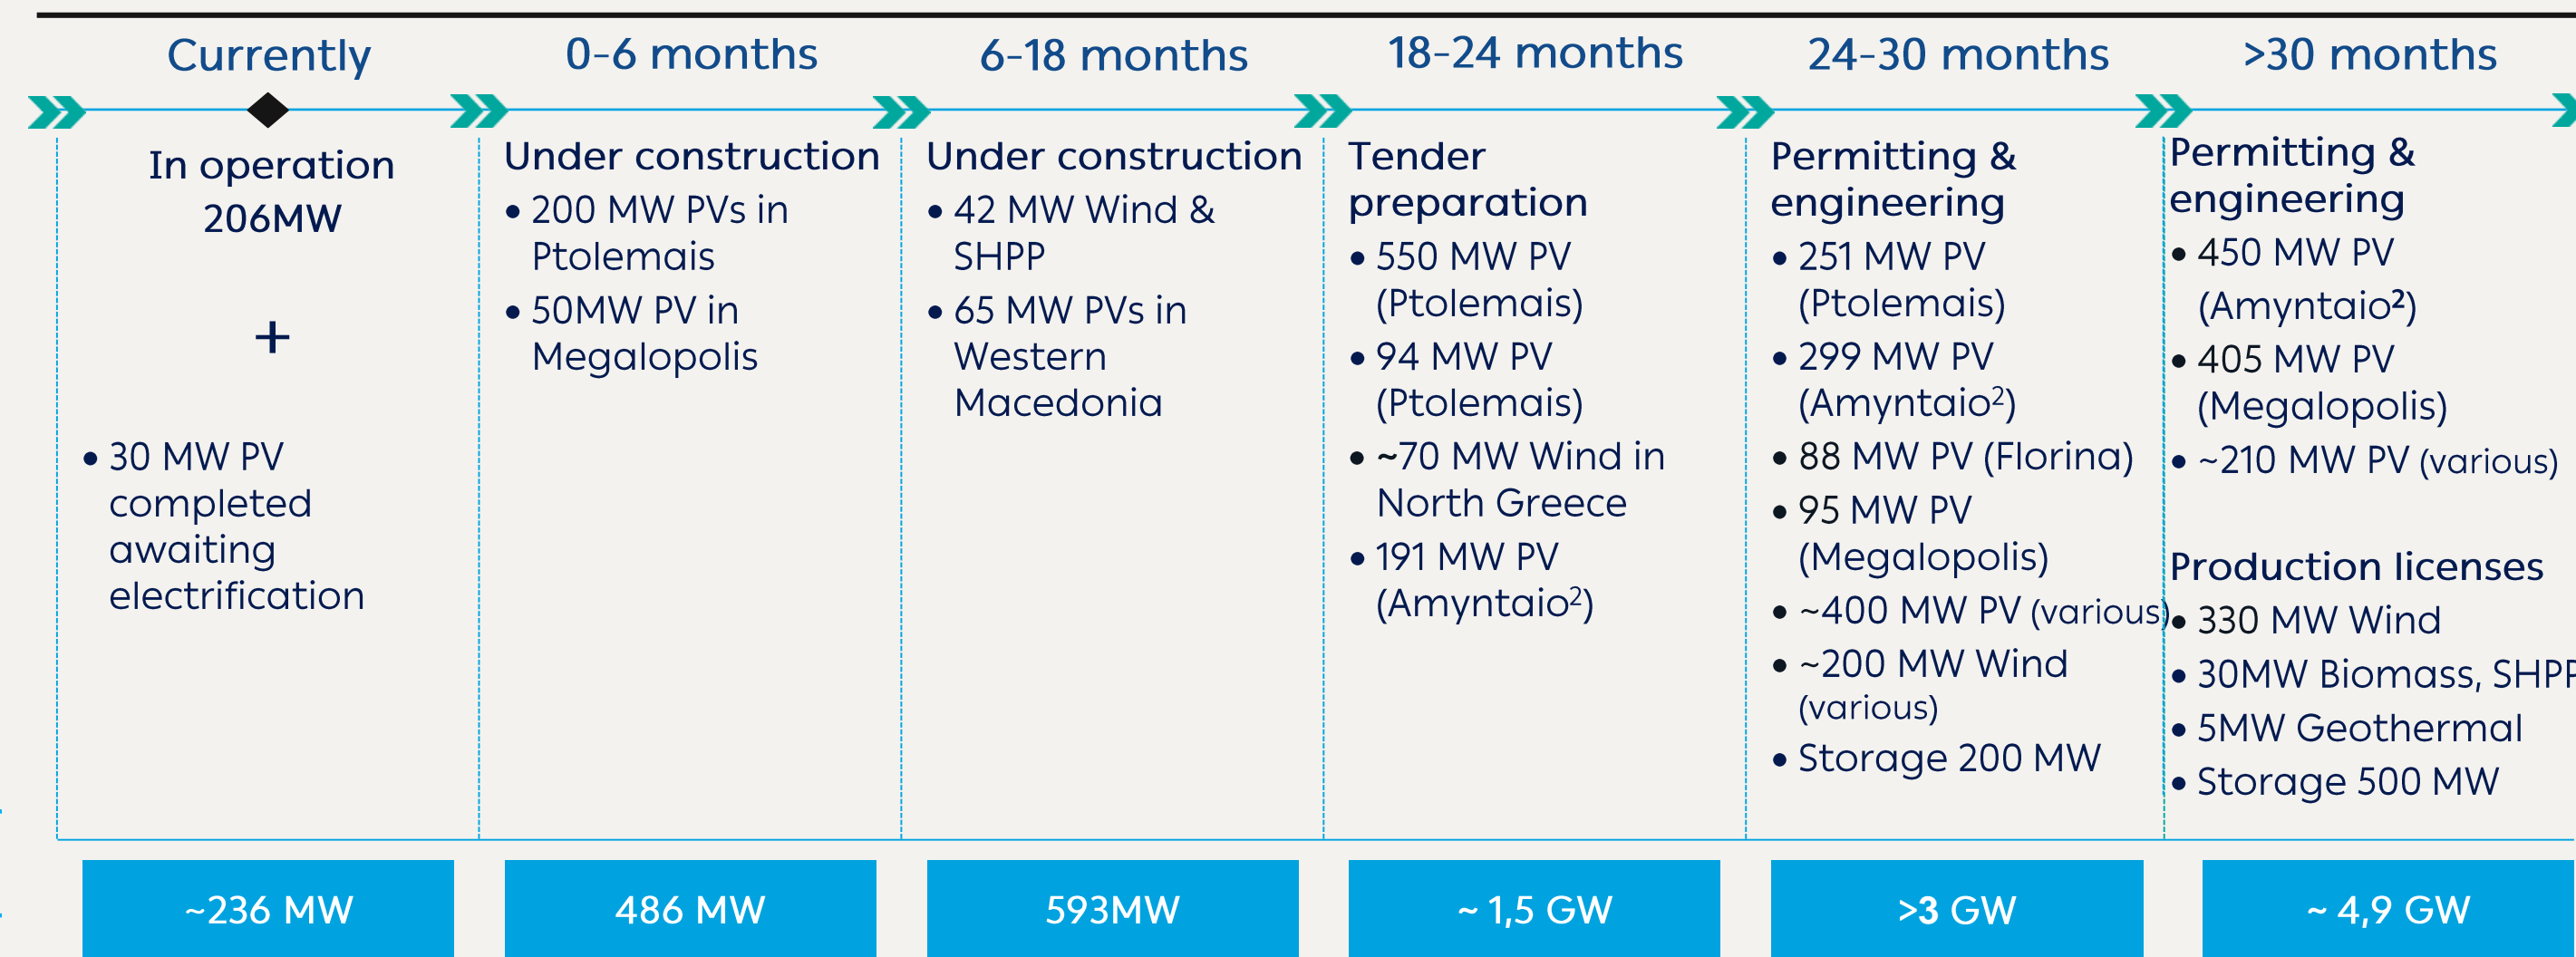 Currently
0-6 months
6-18 months
18-24 months
24-30 months
>30 months
In operation
206MW
+
• 30 MW PV
completed
awaiting
electrification
Under construction
• 200 MW PVs in
Ptolemais
• 50MW PV in
Megalopolis
Under construction
• 42 MW Wind &
SHPP
• 65 MW PVs in
Western
Macedonia
Tender
preparation
• 550 MW PV
(Ptolemais)
• 94 MW PV
(Ptolemais)
• ~70 MW Wind in
North Greece
• 191 MW PV
(Amyntaio²)
Permitting &
engineering
• 251 MW PV
(Ptolemais)
• 299 MW PV
(Amyntaio²)
• 88 MW PV (Florina)
• 95 MW PV
(Megalopolis)
• ~400 MW PV (various)
• ~200 MW Wind
(various)
• Storage 200 MW
Permitting &
engineering
• 450 MW PV
(Amyntaio²)
• 405 MW PV
(Megalopolis)
• ~210 MW PV (various)
Production licenses
• 330 MW Wind
• 30MW Biomass, SHPP
• 5MW Geothermal
• Storage 500 MW
~236 MW
486 MW
593MW
~ 1,5 GW
>3 GW
~ 4,9 GW